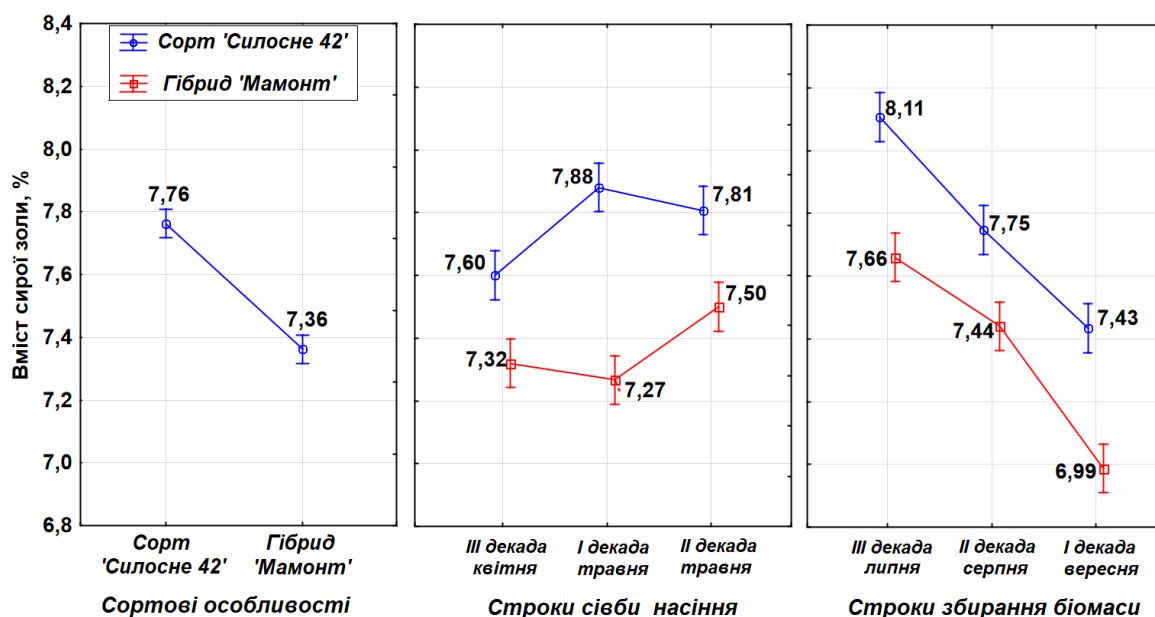 Вміст сирої золи, %
8,4
8,2
8,0
7,8
7,6
7,4
7,2
7,0
6,8
Сорт 'Силосне 42'
Гібрид 'Мамонт'
7,76
7,36
Сорт
'Силосне 42'
Гібрид
'Мамонт'
Сортові особливості
7,60
7,88
7,81
7,32
7,27
7,50
III декада
квітня
I декада
травня
II декада
травня
Строки сівби насіння
8,11
7,75
7,43
7,66
7,44
6,99
III декада
липня
II декада
серпня
I декада
вересня
Строки збирання біомаси